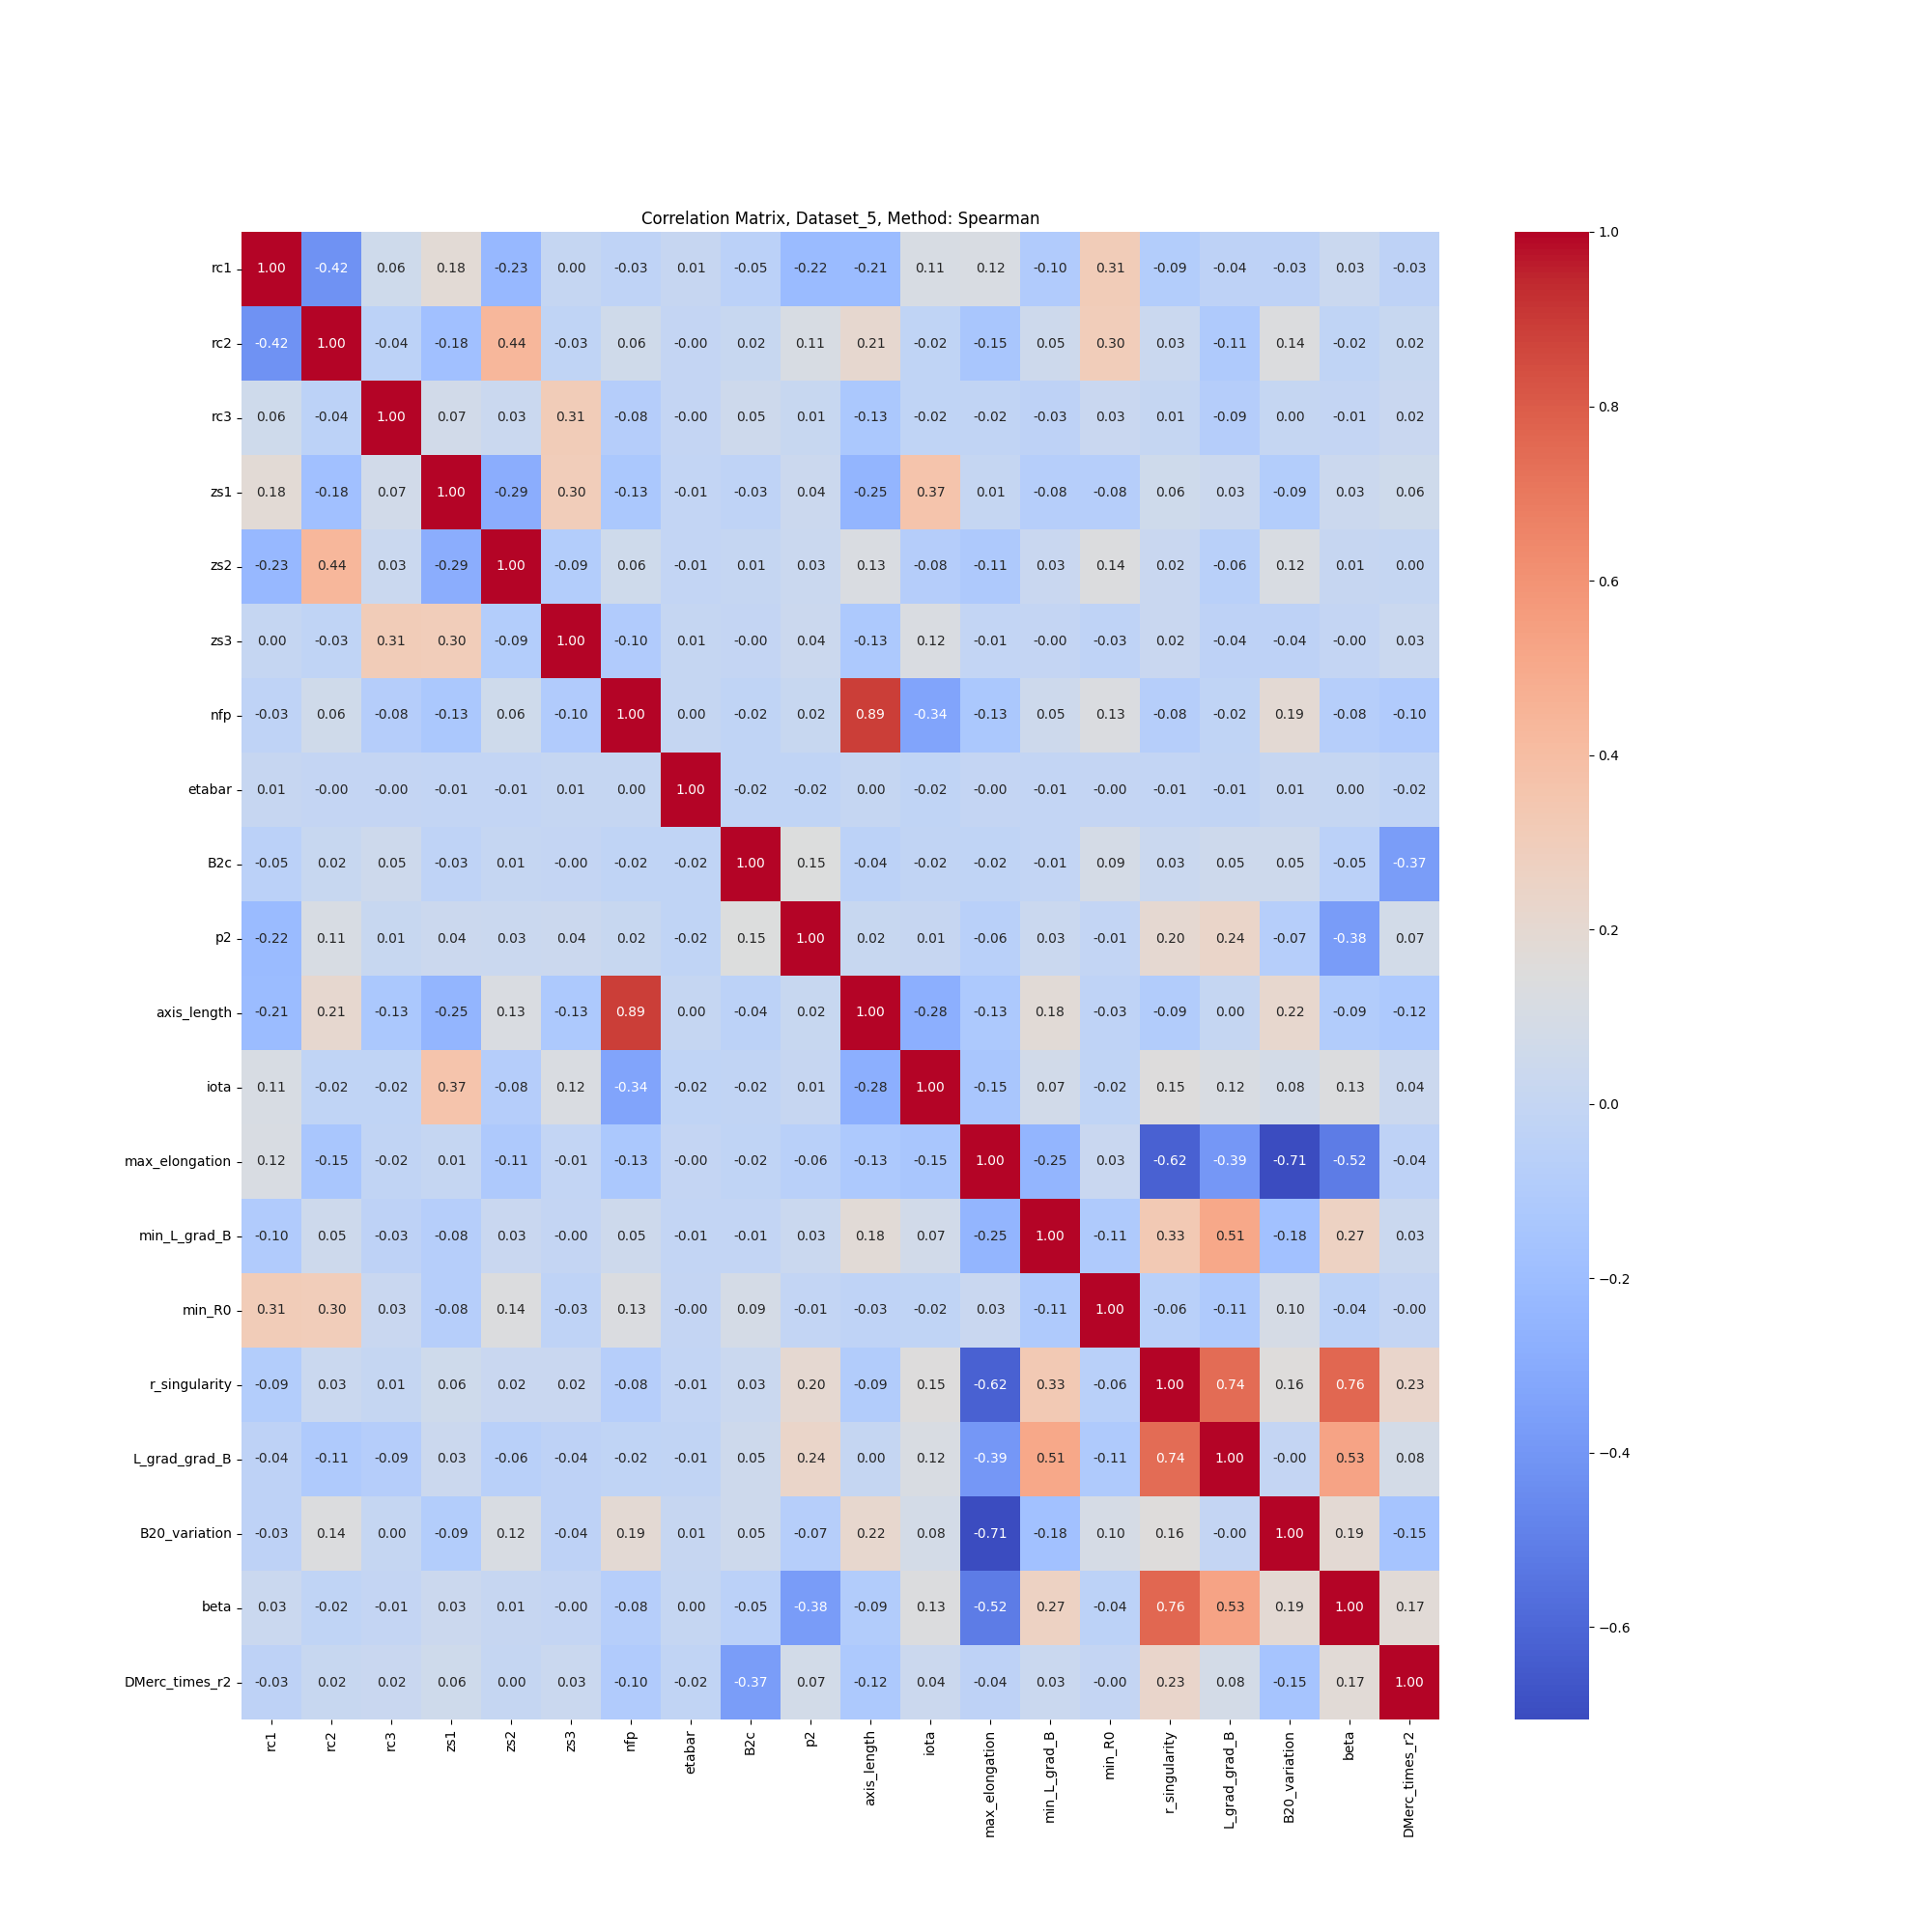 Correlation Matrix, Dataset_5, Method: Spearman
rc1 1.00 -0.42 0.06 0.18 -0.23 0.00 -0.03 0.01 -0.05 -0.22 -0.21 0.11 0.12 -0.10 0.31 -0.09 -0.04 -0.03 0.03 -0.03
rc2 -0.42 1.00 -0.04 -0.18 0.44 -0.03 0.06 -0.00 0.02 0.11 0.21 -0.02 -0.15 0.05 0.30 0.03 -0.11 0.14 -0.02 0.02
rc3 0.06 -0.04 1.00 0.07 0.03 0.31 -0.08 -0.00 0.05 0.01 -0.13 -0.02 -0.02 -0.03 0.03 0.01 -0.09 0.00 -0.01 0.02
zs1 0.18 -0.18 0.07 1.00 -0.29 0.30 -0.13 -0.01 -0.03 0.04 -0.25 0.37 0.01 -0.08 -0.08 0.06 0.03 -0.09 0.03 0.06
zs2 -0.23 0.44 0.03 -0.29 1.00 -0.09 0.06 -0.01 0.01 0.03 0.13 -0.08 -0.11 0.03 0.14 0.02 -0.06 0.12 0.01 0.00
zs3 0.00 -0.03 0.31 0.30 -0.09 1.00 -0.10 0.01 -0.00 0.04 -0.13 0.12 -0.01 -0.00 -0.03 0.02 -0.04 -0.04 -0.00 0.03
nfp -0.03 0.06 -0.08 -0.13 0.06 -0.10 1.00 0.00 -0.02 0.02 0.89 -0.34 -0.13 0.05 0.13 -0.08 -0.02 0.19 -0.08 -0.10
etabar 0.01 -0.00 -0.00 -0.01 -0.01 0.01 0.00 1.00 -0.02 -0.02 0.00 -0.02 -0.00 -0.01 -0.00 -0.01 -0.01 0.01 0.00 -0.02
B2c -0.05 0.02 0.05 -0.03 0.01 -0.00 -0.02 -0.02 1.00 0.15 -0.04 -0.02 -0.02 -0.01 0.09 0.03 0.05 0.05 -0.05 -0.37
p2 -0.22 0.11 0.01 0.04 0.03 0.04 0.02 -0.02 0.15 1.00 0.02 0.01 -0.06 0.03 -0.01 0.20 0.24 -0.07 -0.38 0.07
axis_length -0.21 0.21 -0.13 -0.25 0.13 -0.13 0.89 0.00 -0.04 0.02 1.00 -0.28 -0.13 0.18 -0.03 -0.09 0.00 0.22 -0.09 -0.12
iota 0.11 -0.02 -0.02 0.37 -0.08 0.12 -0.34 -0.02 -0.02 0.01 -0.28 1.00 -0.15 0.07 -0.02 0.15 0.12 0.08 0.13 0.04
max_elongation 0.12 -0.15 -0.02 0.01 -0.11 -0.01 -0.13 -0.00 -0.02 -0.06 -0.13 -0.15 1.00 -0.25 0.03 -0.62 -0.39 -0.71 -0.52 -0.04
min_L_grad_B -0.10 0.05 -0.03 -0.08 0.03 -0.00 0.05 -0.01 -0.01 0.03 0.18 0.07 -0.25 1.00 -0.11 0.33 0.51 -0.18 0.27 0.03
min_R0 0.31 0.30 0.03 -0.08 0.14 -0.03 0.13 -0.00 0.09 -0.01 -0.03 -0.02 0.03 -0.11 1.00 -0.06 -0.11 0.10 -0.04 -0.00
r_singularity -0.09 0.03 0.01 0.06 0.02 0.02 -0.08 -0.01 0.03 0.20 -0.09 0.15 -0.62 0.33 -0.06 1.00 0.74 0.16 0.76 0.23
L_grad_grad_B -0.04 -0.11 -0.09 0.03 -0.06 -0.04 -0.02 -0.01 0.05 0.24 0.00 0.12 -0.39 0.51 -0.11 0.74 1.00 -0.00 0.53 0.08
B20_variation -0.03 0.14 0.00 -0.09 0.12 -0.04 0.19 0.01 0.05 -0.07 0.22 0.08 -0.71 -0.18 0.10 0.16 -0.00 1.00 0.19 -0.15
beta 0.03 -0.02 -0.01 0.03 0.01 -0.00 -0.08 0.00 -0.05 -0.38 -0.09 0.13 -0.52 0.27 -0.04 0.76 0.53 0.19 1.00 0.17
DMerc_times_r2 -0.03 0.02 0.02 0.06 0.00 0.03 -0.10 -0.02 -0.37 0.07 -0.12 0.04 -0.04 0.03 -0.00 0.23 0.08 -0.15 0.17 1.00
rc1 rc2 rc3 zs1 zs2 zs3 nfp etabar B2c p2 axis_length iota max_elongation min_L_grad_B min_R0 r_singularity L_grad_grad_B B20_variation beta DMerc_times_r2
1.0
0.8
0.6
0.4
0.2
0.0
−0.2
−0.4
−0.6